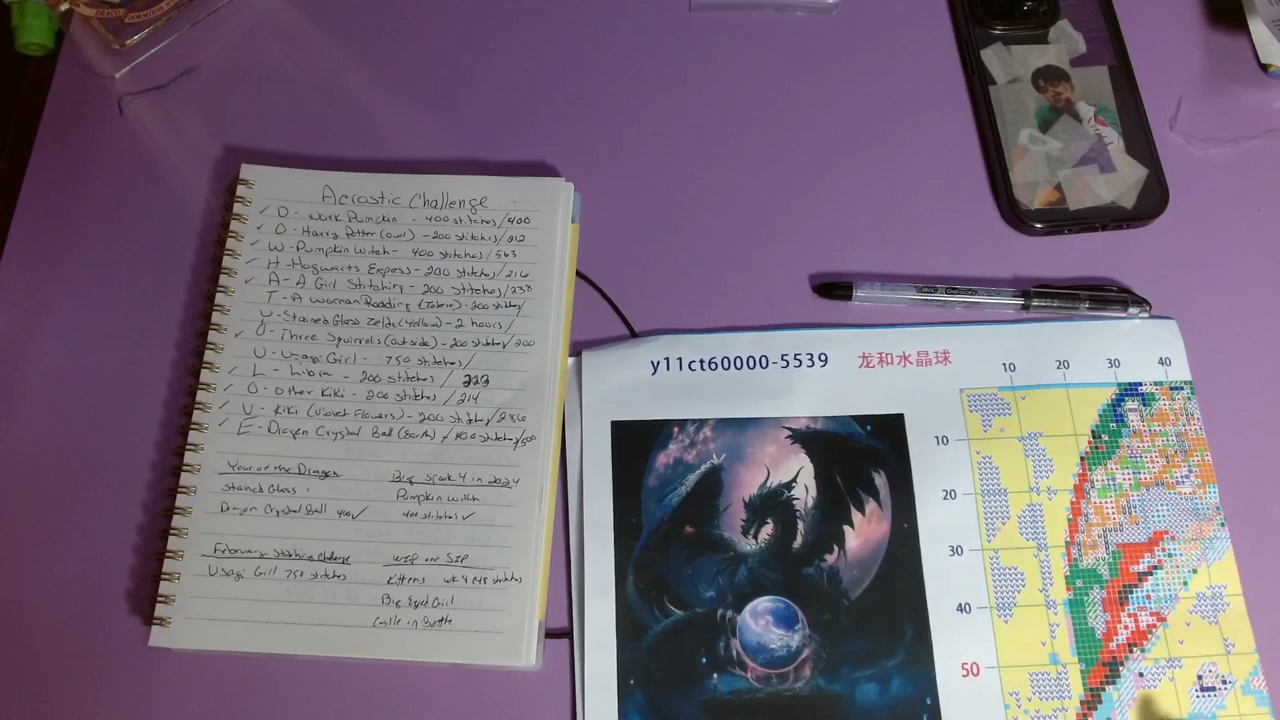 Acrostic Challenge
✓ D - Work Pumpkin - 400 stitches/400
✓ O - Harry Potter (owl) - 200 stitches/212
✓ W - Pumpkin Witch - 400 stitches/563
✓ H - Hogwarts Express - 200 stitches/216
✓ A - A Girl Stitching - 200 stitches/238
T - A Woman Reading (Totem) - 200 stitches/
- Stained Glass Zelda (Yellow) - 2 hours/
✓ - Three Squirrels (outside) - 200 stitches/200
U - Usagi Girl - 750 stitches/
✓ L - Libra - 200 stitches/ 223
✓ O - Other Kiki - 200 stitches/214
✓ V - Kiki (Violet Flowers) - 200 stitches/286
✓ E - Dragon Crystal Ball (Earth) - 400 stitches/
Year of the Dragon
Stained Glass
Dragon Crystal Ball 400✓
Big 4 in 2024
Pumpkin Witch
400 stitches ✓
February Stitching Challenge
Usagi Girl 750 stitches
WIP and SIP
Kittens wk 4 stitches
Big Eyed Girl
Castle in Bottle
y11ct60000-5539 龙和水晶球
10 20 30 40
10
20
30
40
50
BIC
DRACO DORMIENS